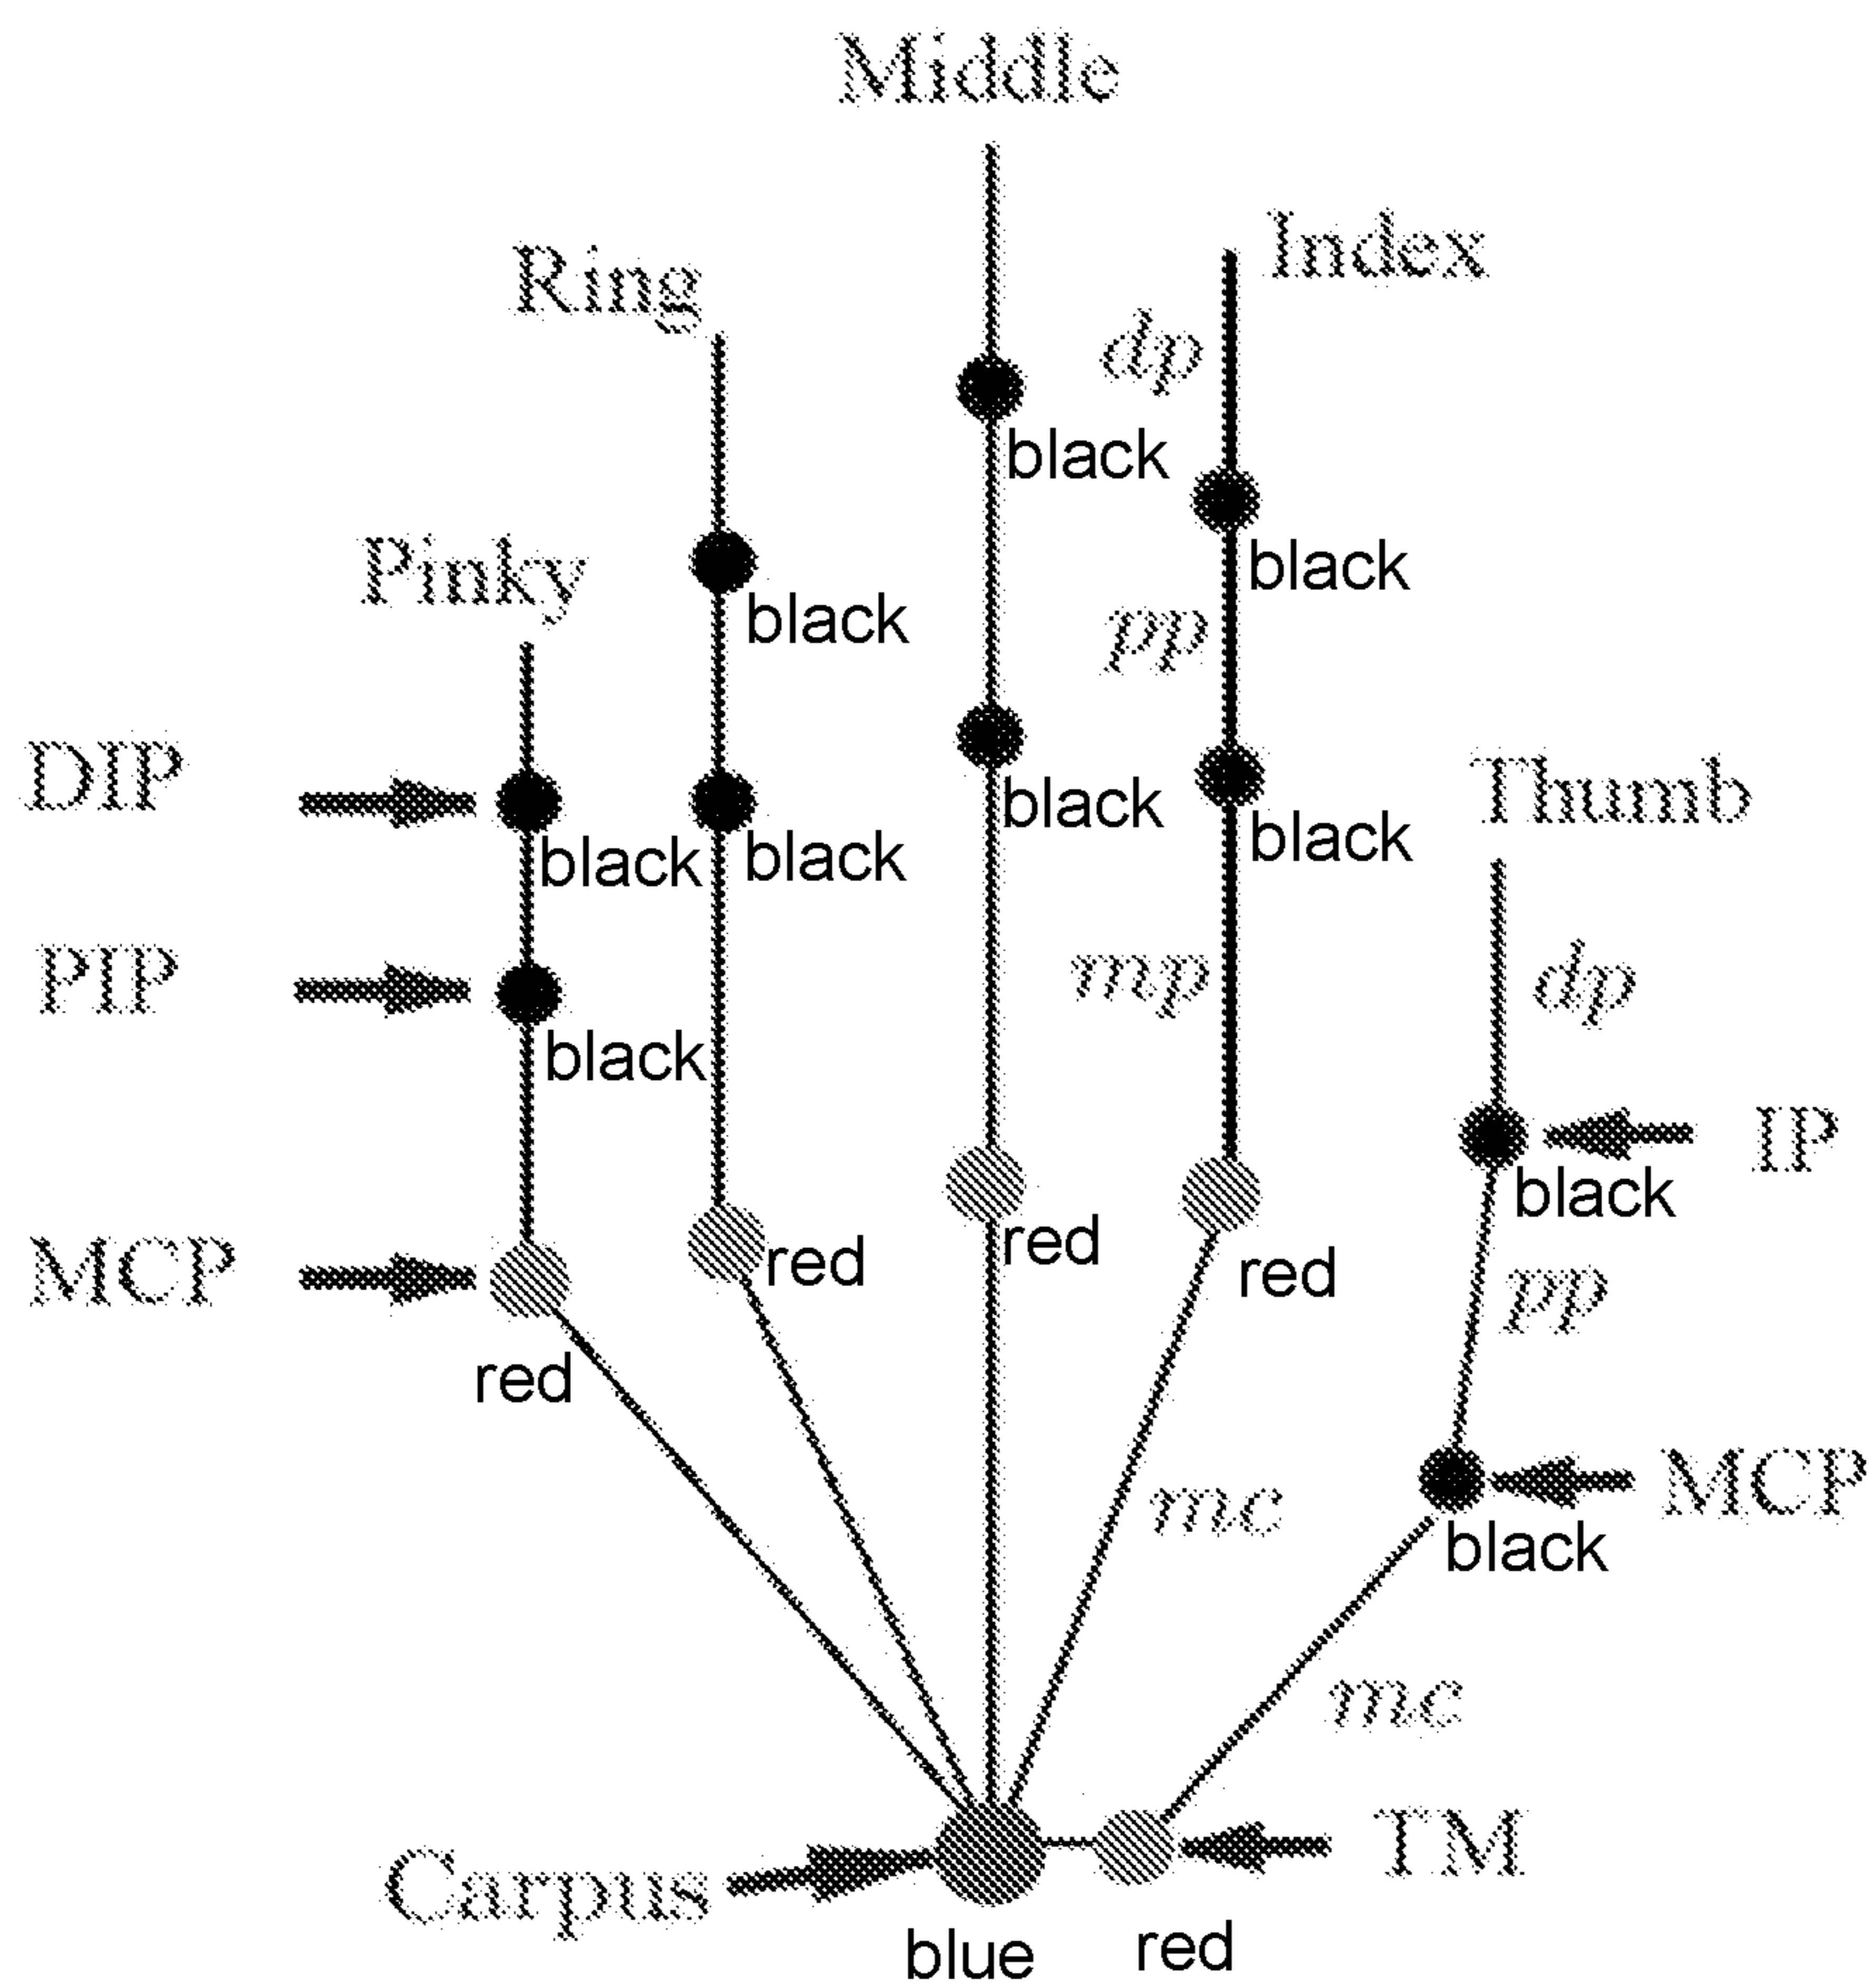 Middle
Index
Ring
dp
black
Pinky
black
black
pp
DIP
black
black
black
black
Thumb
PIP
mp
dp
black
IP
black
MCP
red
red
red
pp
red
MCP
mc
black
mc
Carpus
TM
blue
red